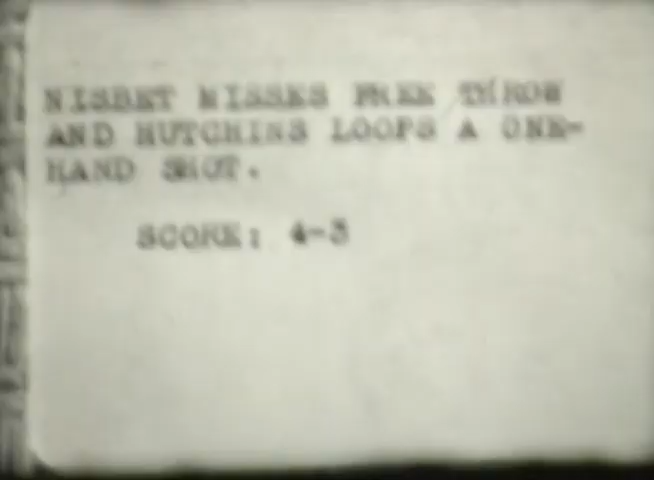 NISBET MISSES FREE THROW
AND HUTCHINS LOOPS A ONE-
HAND SHOT.
SCORE: 4-3